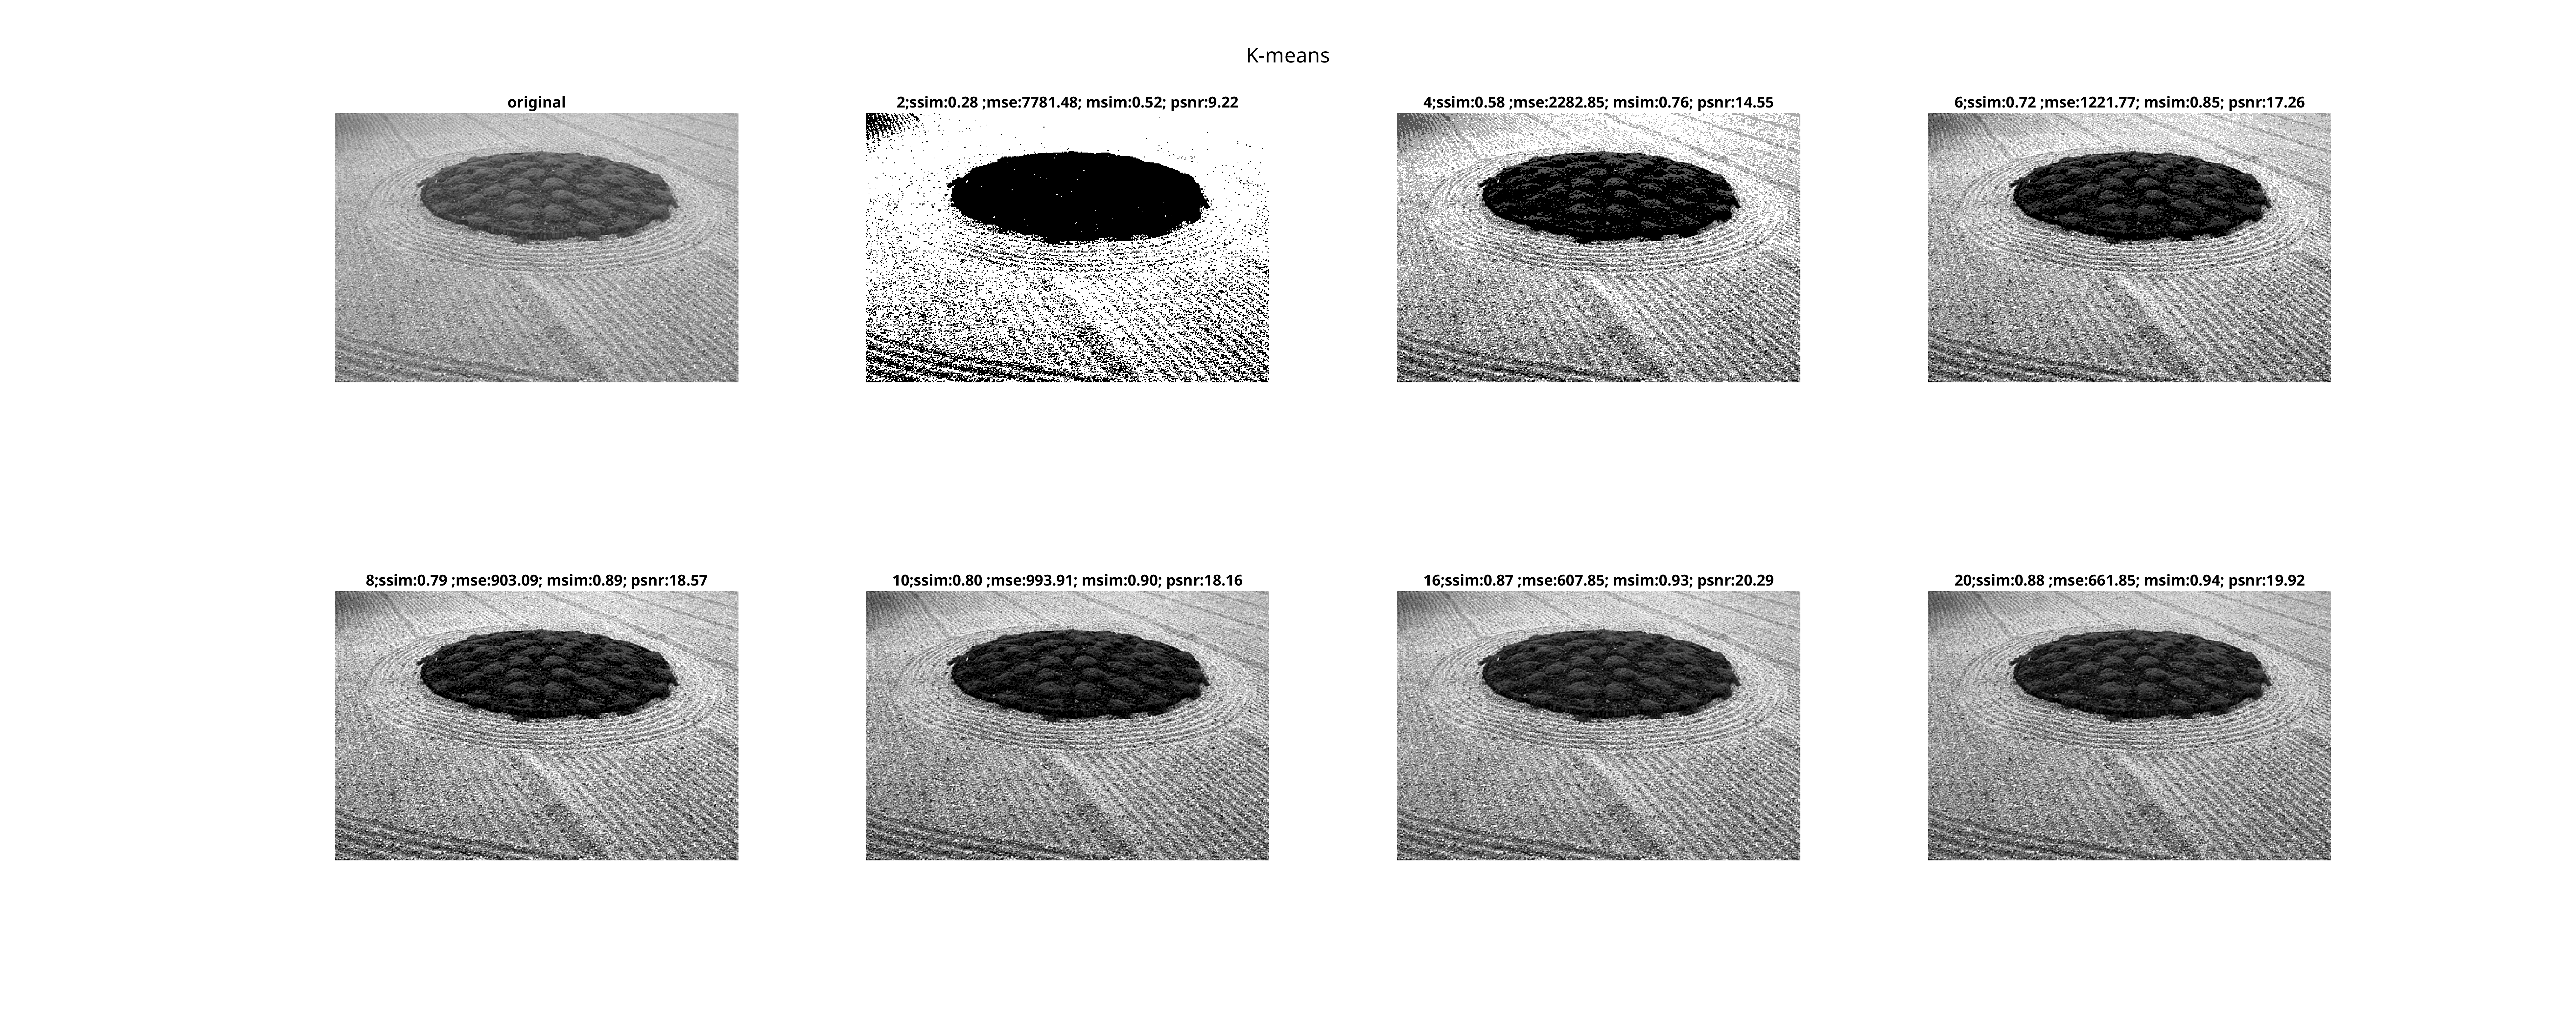 K-means
original
2;ssim:0.28 ;mse:7781.48; msim:0.52; psnr:9.22
4;ssim:0.58 ;mse:2282.85; msim:0.76; psnr:14.55
6;ssim:0.72 ;mse:1221.77; msim:0.85; psnr:17.26
8;ssim:0.79 ;mse:903.09; msim:0.89; psnr:18.57
10;ssim:0.80 ;mse:993.91; msim:0.90; psnr:18.16
16;ssim:0.87 ;mse:607.85; msim:0.93; psnr:20.29
20;ssim:0.88 ;mse:661.85; msim:0.94; psnr:19.92